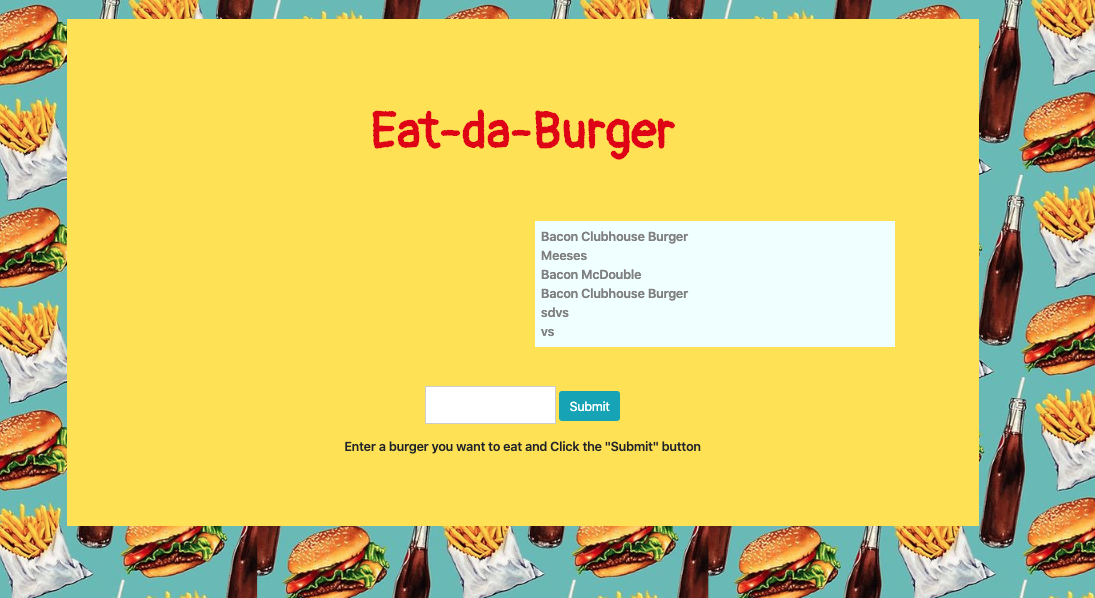 Eat-da-Burger
Bacon Clubhouse Burger
Meeses
Bacon McDouble
Bacon Clubhouse Burger
sdvs
vs
Submit
Enter a burger you want to eat and Click the "Submit" button